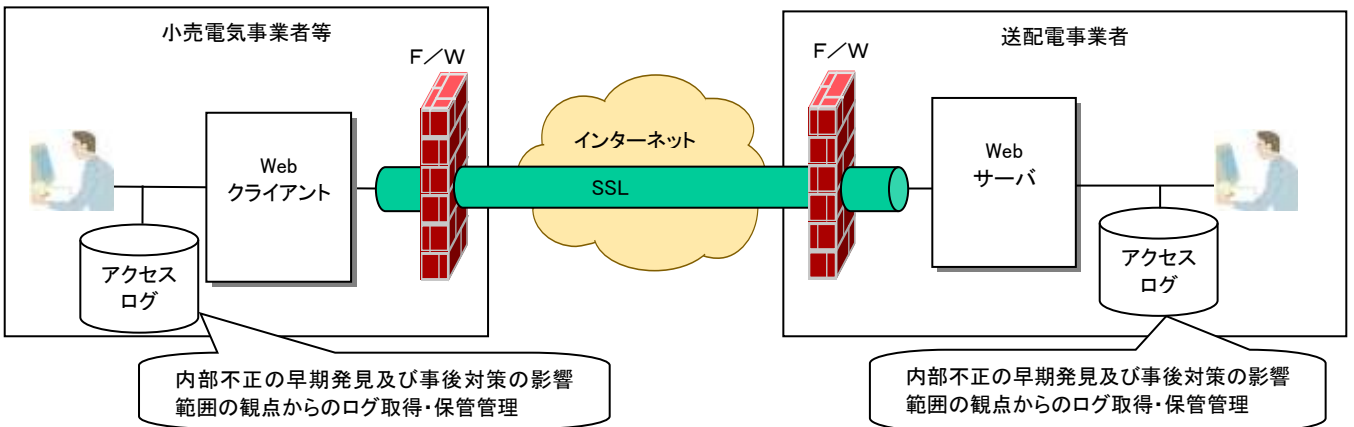 小売電気事業者等
F/W
Web
クライアント
アクセス
ログ
インターネット
SSL
送配電事業者
F/W
Web
サーバ
アクセス
ログ
内部不正の早期発見及び事後対策の影響
範囲の観点からのログ取得・保管管理
内部不正の早期発見及び事後対策の影響
範囲の観点からのログ取得・保管管理